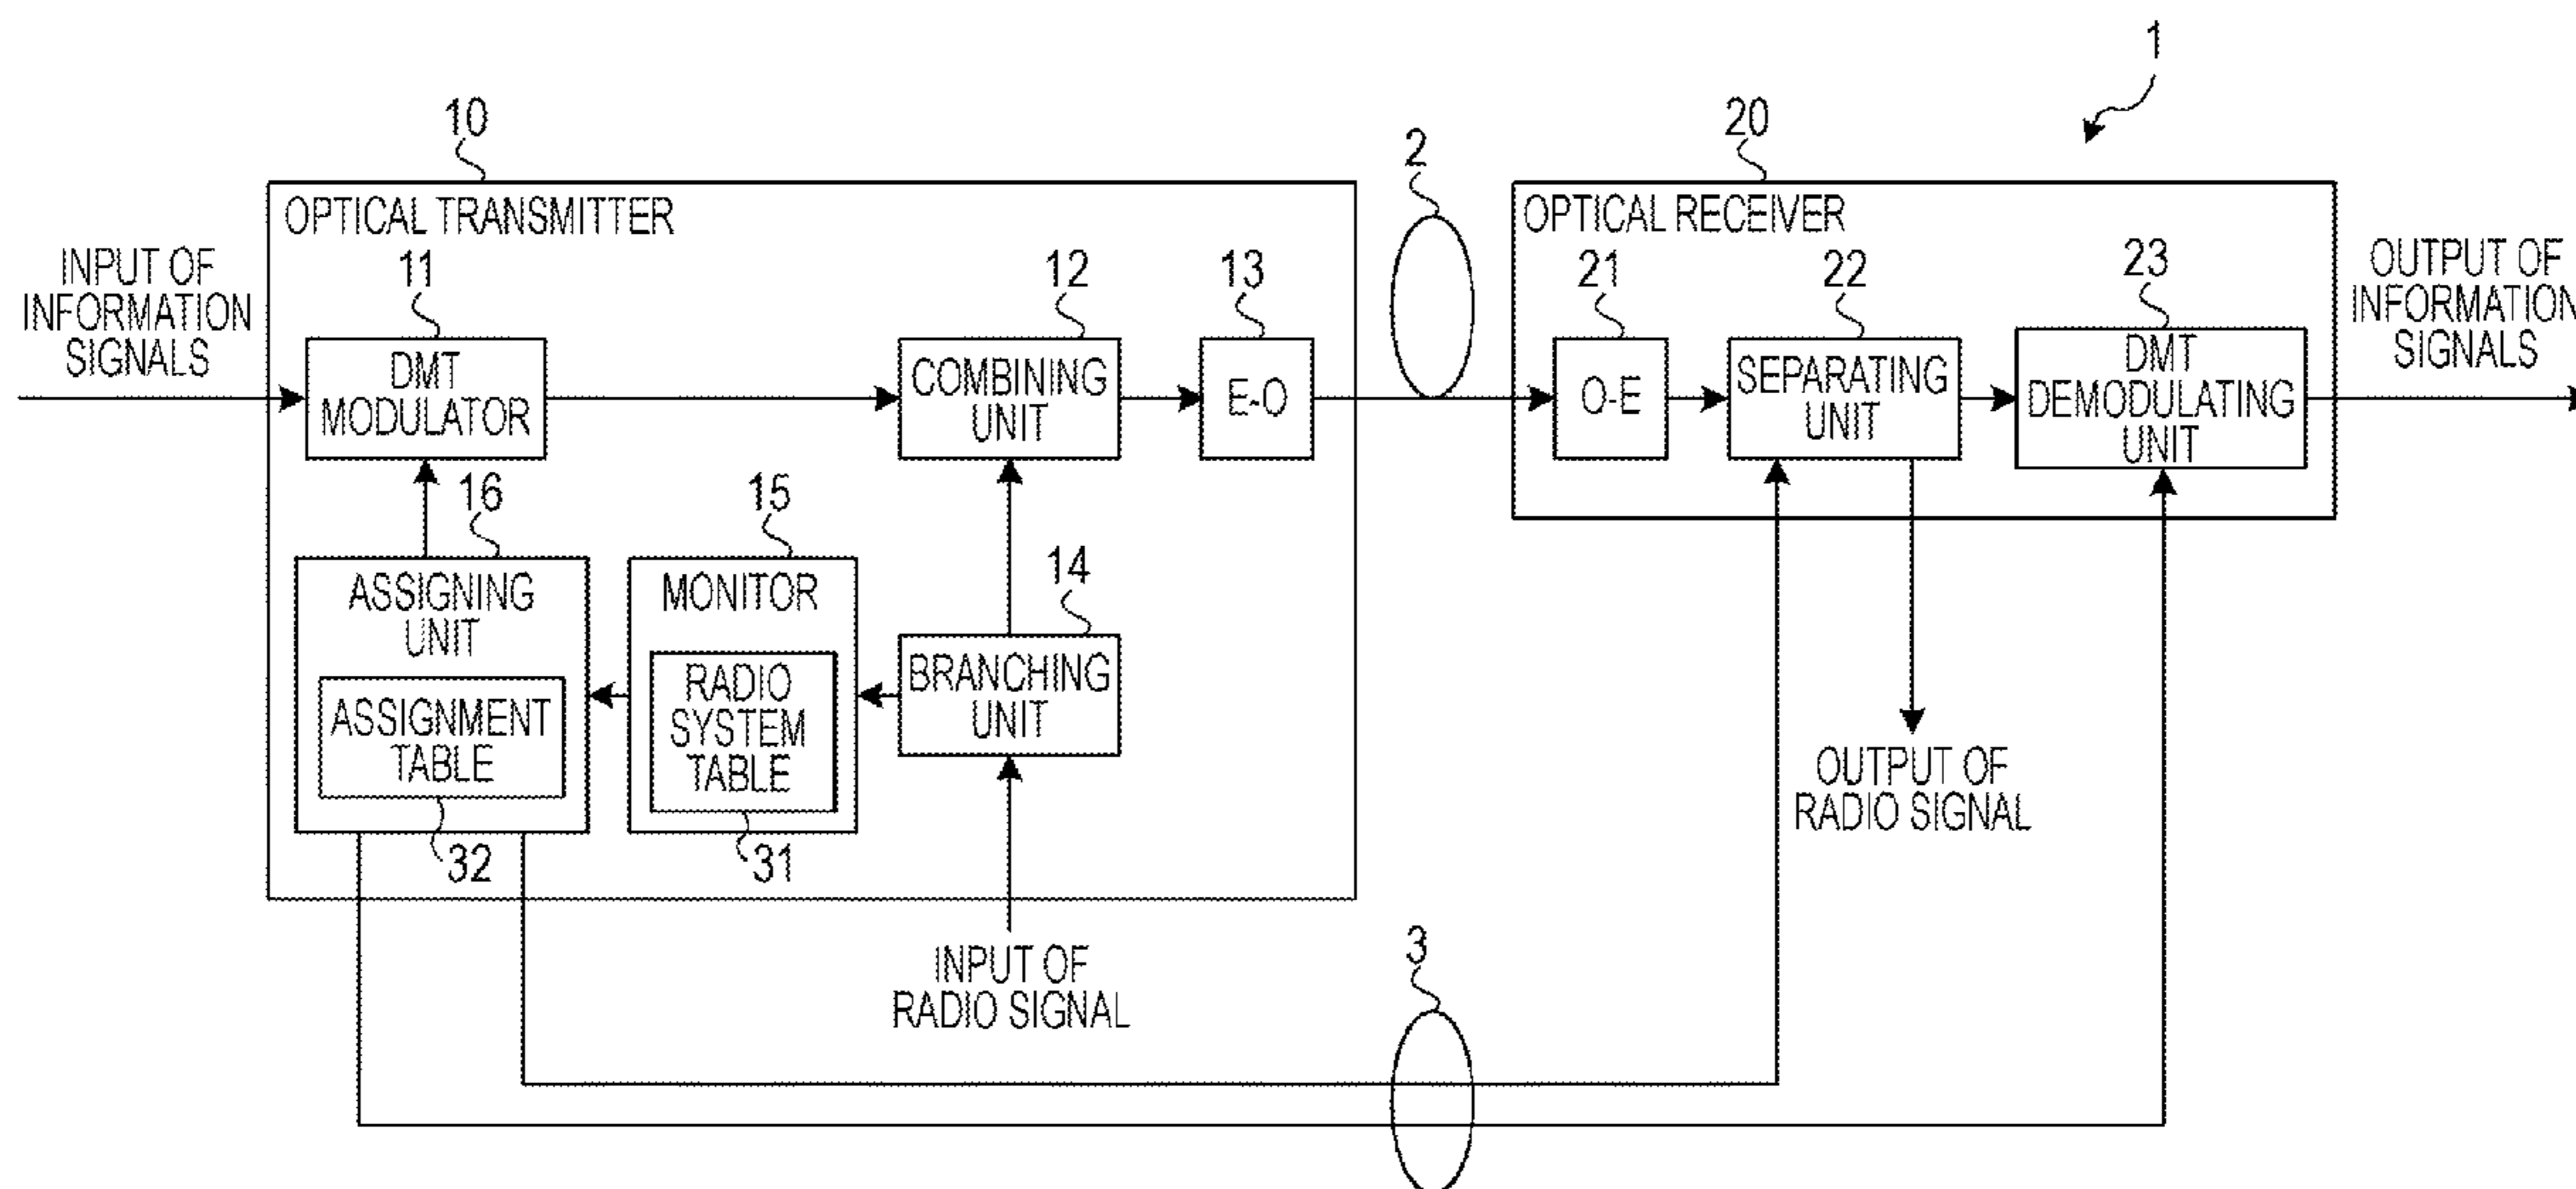 1
10
2
20
OPTICAL TRANSMITTER
OPTICAL RECEIVER
INPUT OF
INFORMATION
SIGNALS
11
12
13
21
22
23
OUTPUT OF
INFORMATION
SIGNALS
DMT
MODULATOR
COMBINING
UNIT
E-O
O-E
SEPARATING
UNIT
DMT
DEMODULATING
UNIT
16
15
14
ASSIGNING
UNIT
MONITOR
BRANCHING
UNIT
ASSIGNMENT
TABLE
RADIO
SYSTEM
TABLE
32
31
OUTPUT OF
RADIO SIGNAL
INPUT OF
RADIO SIGNAL
3